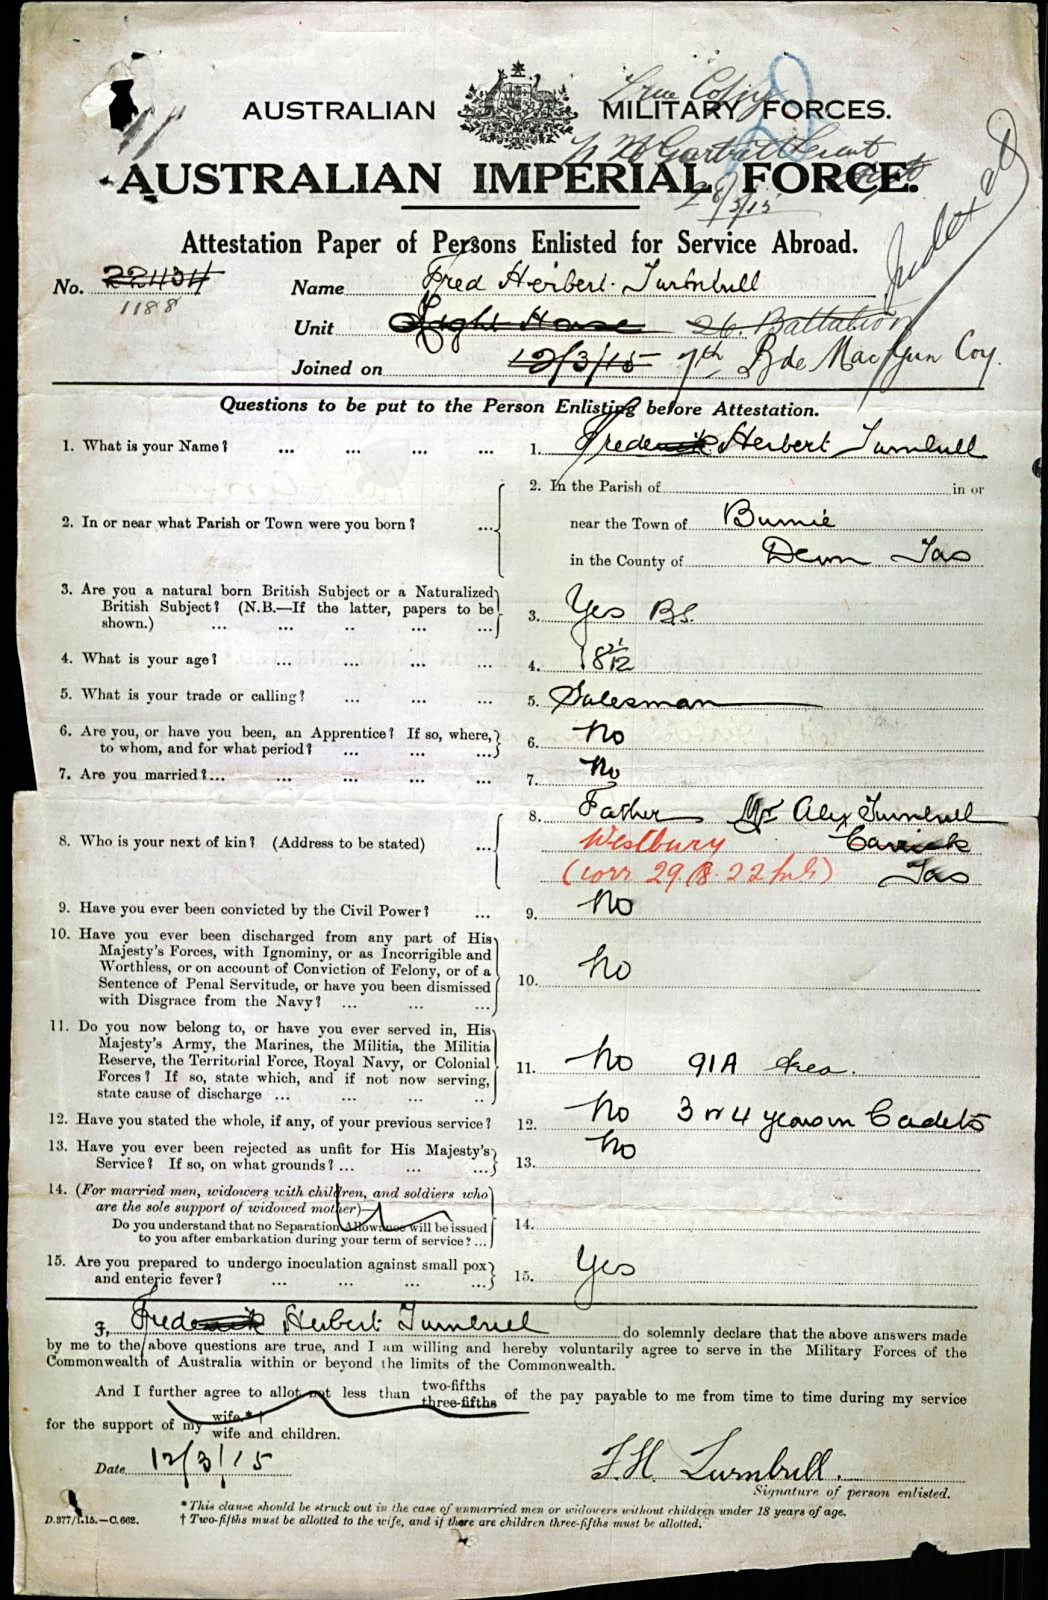 True Copy
AUSTRALIAN MILITARY FORCES.
AUSTRALIAN IMPERIAL FORCE.
Attestation Paper of Persons Enlisted for Service Abroad.
No. 22434 Name Fred Herbert Turnbull
1188
Unit Light Horse 26 Battalion
Joined on 12/3/15 7th Bde Mac Gun Coy.
Questions to be put to the Person Enlisting before Attestation.
1. What is your Name? ... ... ... ... 1. Frederick Herbert Turnbull
2. In the Parish of in or
2. In or near what Parish or Town were you born? ... near the Town of Burnie
in the County of Devon Tas
3. Are you a natural born British Subject or a Naturalized
British Subject? (N.B.—If the latter, papers to be
shown.) ... ... .. ... ... 3. Yes B.S.
4. What is your age? ... ... ... ... 4. 18 2/12
5. What is your trade or calling? ... ... ... 5. Salesman
6. Are you, or have you been, an Apprentice? If so, where,
to whom, and for what period? ... ... ... 6. No
7. Are you married?... ... ... ... ... 7. No
8. Father Mr Alex Turnbull
8. Who is your next of kin? (Address to be stated) ... Westbury Carrick
(corr 29.8.22) Tas
9. Have you ever been convicted by the Civil Power? ... 9. No
10. Have you ever been discharged from any part of His
Majesty's Forces, with Ignominy, or as Incorrigible and
Worthless, or on account of Conviction of Felony, or of a
Sentence of Penal Servitude, or have you been dismissed
with Disgrace from the Navy? ... ... ... 10. No
11. Do you now belong to, or have you ever served in, His
Majesty's Army, the Marines, the Militia, the Militia
Reserve, the Territorial Force, Royal Navy, or Colonial
Forces? If so, state which, and if not now serving,
state cause of discharge ... ... ... .. 11. No 91A Area.
12. Have you stated the whole, if any, of your previous service? 12. No 3 or 4 years in Cadets
13. Have you ever been rejected as unfit for His Majesty's
Service? If so, on what grounds? ... ... ... 13. No
14. (For married men, widowers with children, and soldiers who
are the sole support of widowed mother)—
Do you understand that no Separation Allowance will be issued
to you after embarkation during your term of service? ... 14.
15. Are you prepared to undergo inoculation against small pox
and enteric fever? ... ... ... ... 15. Yes
I, Frederick Herbert Turnbull do solemnly declare that the above answers made
by me to the above questions are true, and I am willing and hereby voluntarily agree to serve in the Military Forces of the
Commonwealth of Australia within or beyond the limits of the Commonwealth.
And I further agree to allot not less than two-fifths three-fifths of the pay payable to me from time to time during my service
for the support of my wife.*† wife and children.
Date 12/3/15 F.H. Turnbull.
Signature of person enlisted.
* This clause should be struck out in the case of unmarried men or widowers without children under 18 years of age.
D.377/1.15.—C.662. † Two-fifths must be allotted to the wife, and if there are children three-fifths must be allotted.